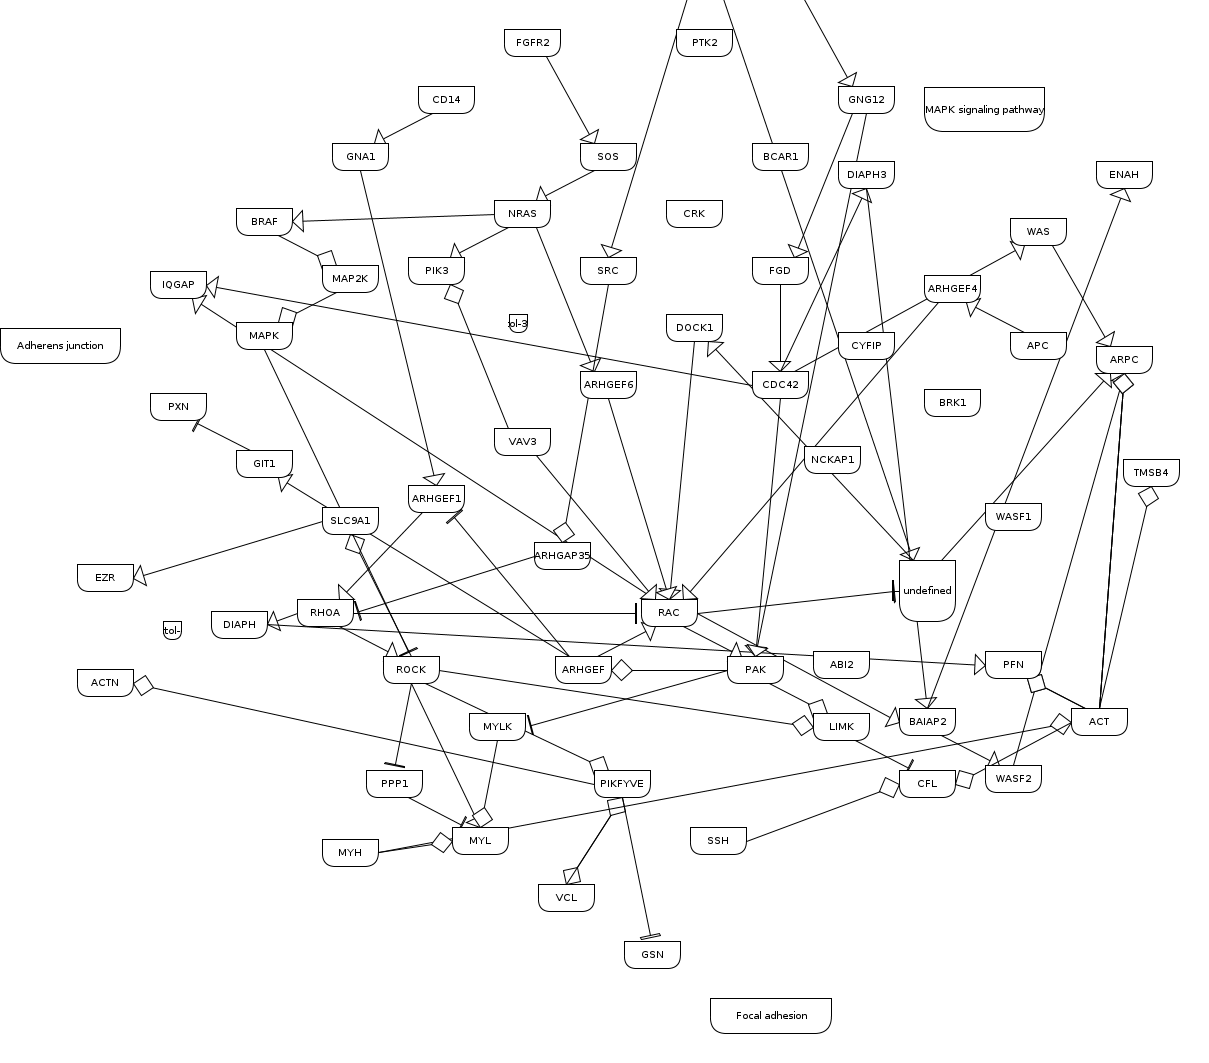 FGFR2
PTK2
CD14
GNG12
MAPK signaling pathway
GNA1
SOS
BCAR1
DIAPH3
ENAH
BRAF
NRAS
CRK
WAS
IQGAP
MAP2K
PIK3
SRC
FGD
ARHGEF4
MAPK
ol-3
DOCK1
CYFIP
APC
Adherens junction
ARPC
PXN
ARHGEF6
CDC42
BRK1
GIT1
VAV3
NCKAP1
TMSB4
SLC9A1
ARHGEF1
WASF1
EZR
ARHGAP35
undefined
DIAPH
tol-
RHOA
RAC
ACTN
ROCK
ARHGEF
PAK
ABI2
PFN
MYLK
LIMK
BAIAP2
ACT
PPP1
PIKFYVE
CFL
WASF2
MYH
MYL
SSH
VCL
GSN
Focal adhesion